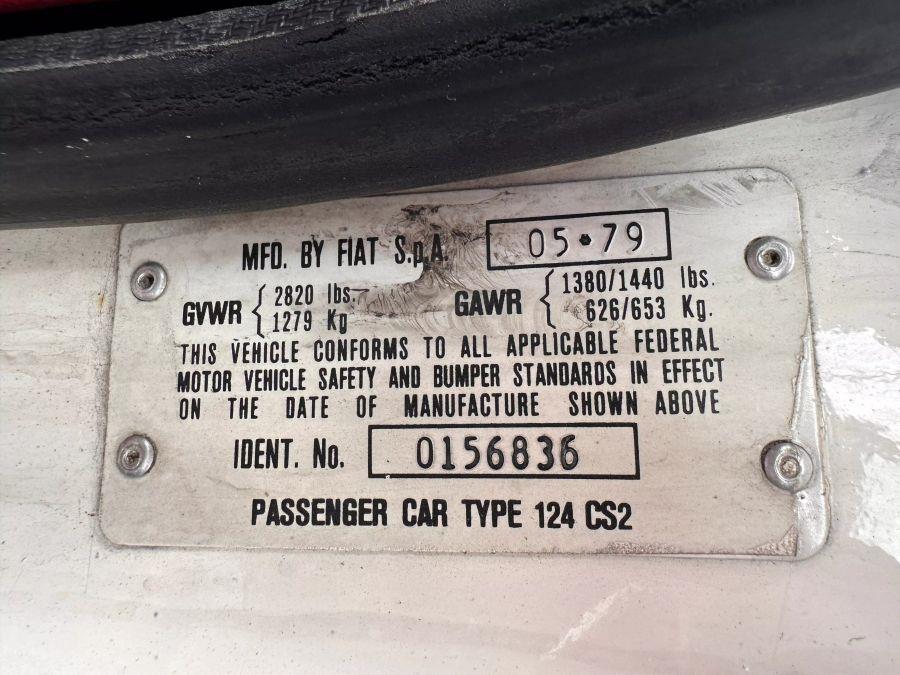 MFD. BY FIAT S.p.A. 05•79
GVWR { 2820 lbs. GAWR { 1380/1440 lbs.
1279 Kg 626/653 Kg.
THIS VEHICLE CONFORMS TO ALL APPLICABLE FEDERAL
MOTOR VEHICLE SAFETY AND BUMPER STANDARDS IN EFFECT
ON THE DATE OF MANUFACTURE SHOWN ABOVE
IDENT. No. 0156836
PASSENGER CAR TYPE 124 CS2